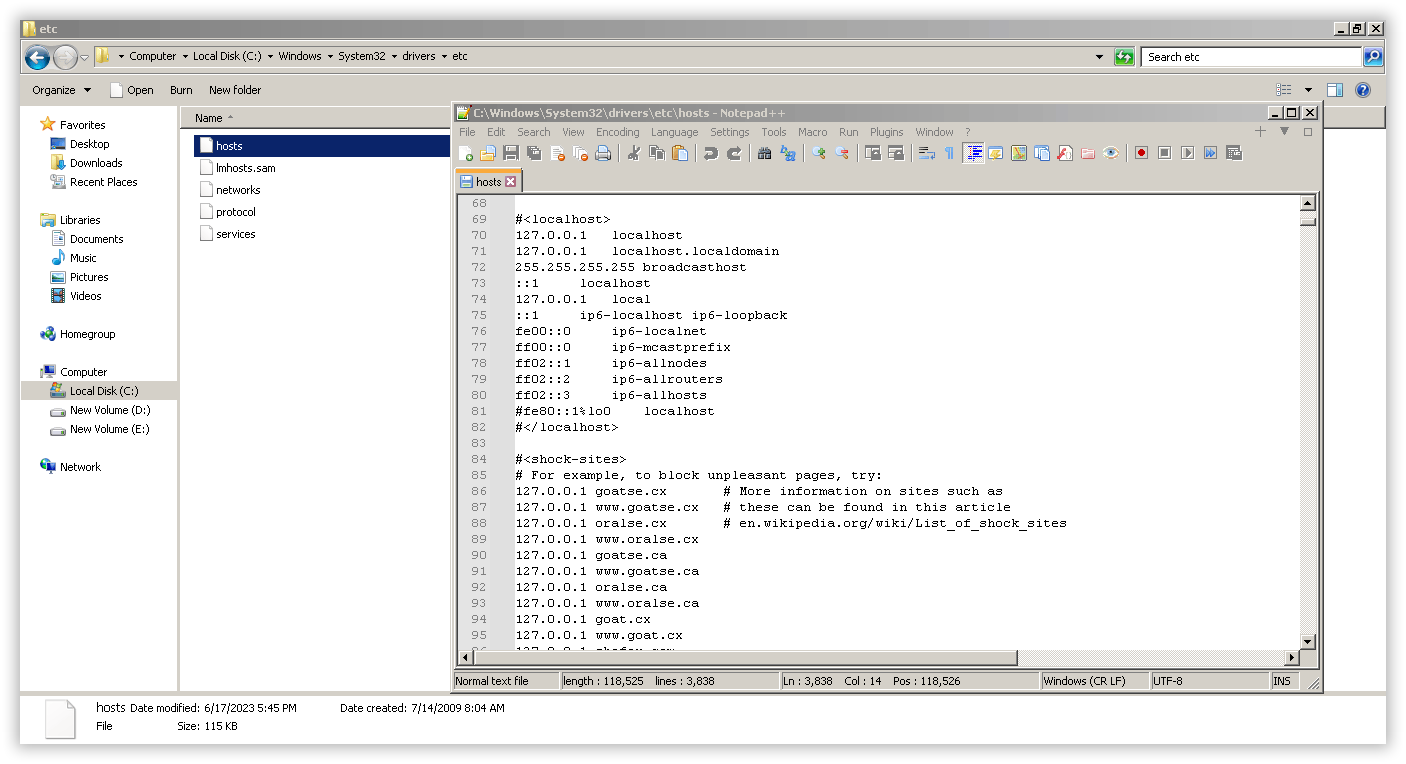 etc
Computer Local Disk (C:) Windows System32 drivers etc
Search etc
Organize Open Burn New folder
Favorites
Desktop
Downloads
Recent Places
Libraries
Documents
Music
Pictures
Videos
Homegroup
Computer
Local Disk (C:)
New Volume (D:)
New Volume (E:)
Network
Name
hosts
lmhosts.sam
networks
protocol
services
C:\Windows\System32\drivers\etc\hosts - Notepad++
File Edit Search View Encoding Language Settings Tools Macro Run Plugins Window ?
hosts
68
69 #<localhost>
70 127.0.0.1 localhost
71 127.0.0.1 localhost.localdomain
72 255.255.255.255 broadcasthost
73 ::1 localhost
74 127.0.0.1 local
75 ::1 ip6-localhost ip6-loopback
76 fe00::0 ip6-localnet
77 ff00::0 ip6-mcastprefix
78 ff02::1 ip6-allnodes
79 ff02::2 ip6-allrouters
80 ff02::3 ip6-allhosts
81 #fe80::1%lo0 localhost
82 #</localhost>
83
84 #<shock-sites>
85 # For example, to block unpleasant pages, try:
86 127.0.0.1 goatse.cx # More information on sites such as
87 127.0.0.1 www.goatse.cx # these can be found in this article
88 127.0.0.1 oralse.cx # en.wikipedia.org/wiki/List_of_shock_sites
89 127.0.0.1 www.oralse.cx
90 127.0.0.1 goatse.ca
91 127.0.0.1 www.goatse.ca
92 127.0.0.1 oralse.ca
93 127.0.0.1 www.oralse.ca
94 127.0.0.1 goat.cx
95 127.0.0.1 www.goat.cx
Normal text file length : 118,525 lines : 3,838 Ln : 3,838 Col : 14 Pos : 118,526 Windows (CR LF) UTF-8 INS
hosts Date modified: 6/17/2023 5:45 PM Date created: 7/14/2009 8:04 AM
File Size: 115 KB